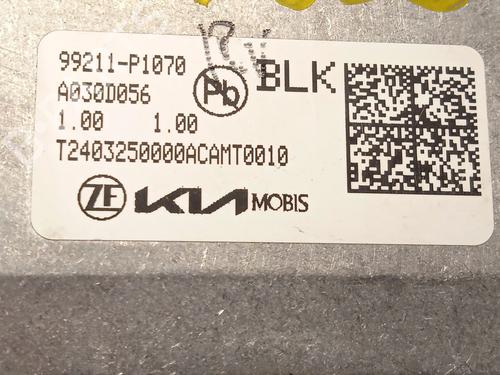 99211-P1070
Pb
BLK
A030D056
1.00 1.00
T2403250000ACAMT0010
ZF KIA MOBIS